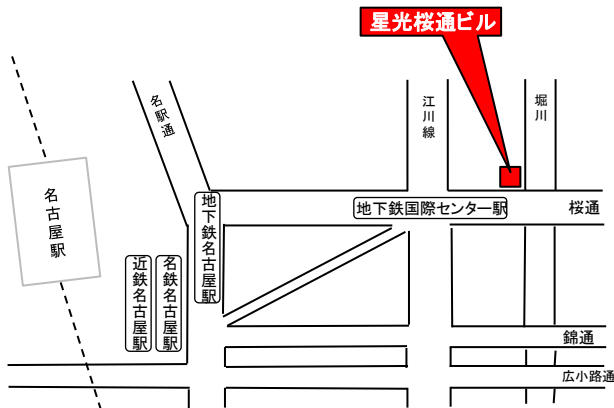 星光桜通ビル
名駅通
江川線
堀川
名古屋駅
地下鉄名古屋駅
地下鉄国際センター駅
桜通
近鉄名古屋駅
名鉄名古屋駅
錦通
広小路通